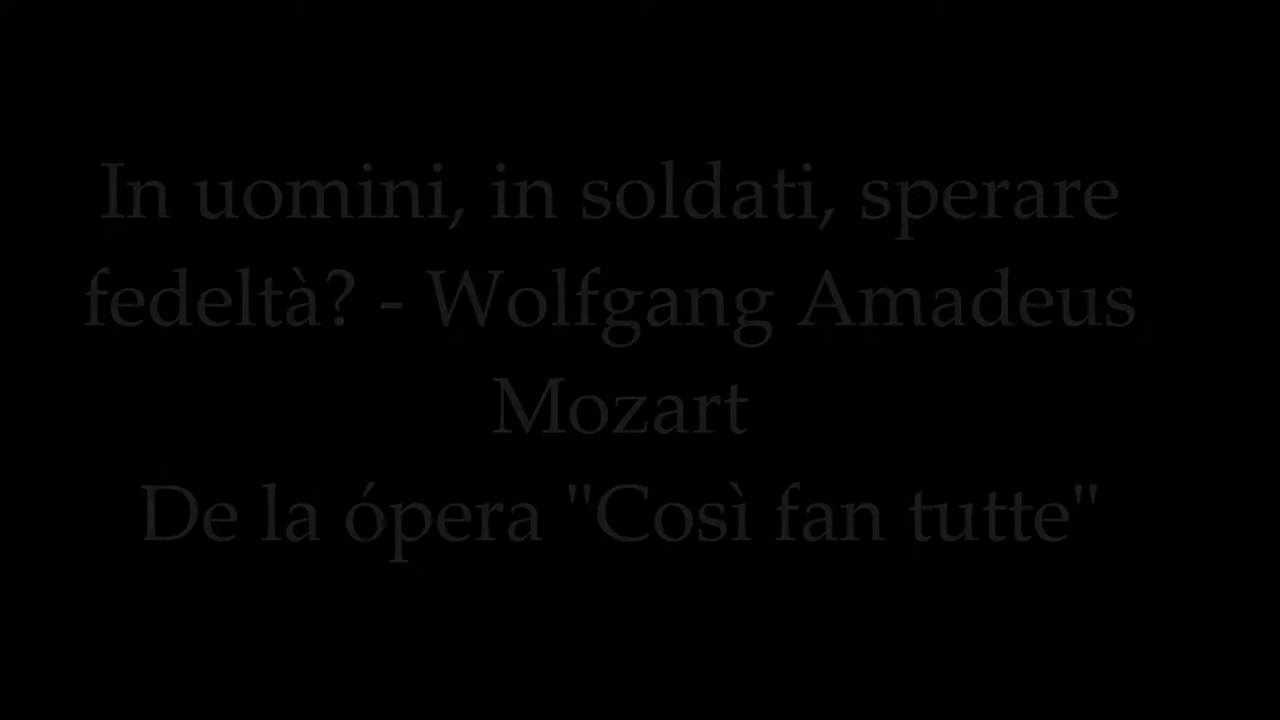 In uomini, in soldati, sperare
fedeltà? - Wolfgang Amadeus
Mozart
De la ópera "Così fan tutte"